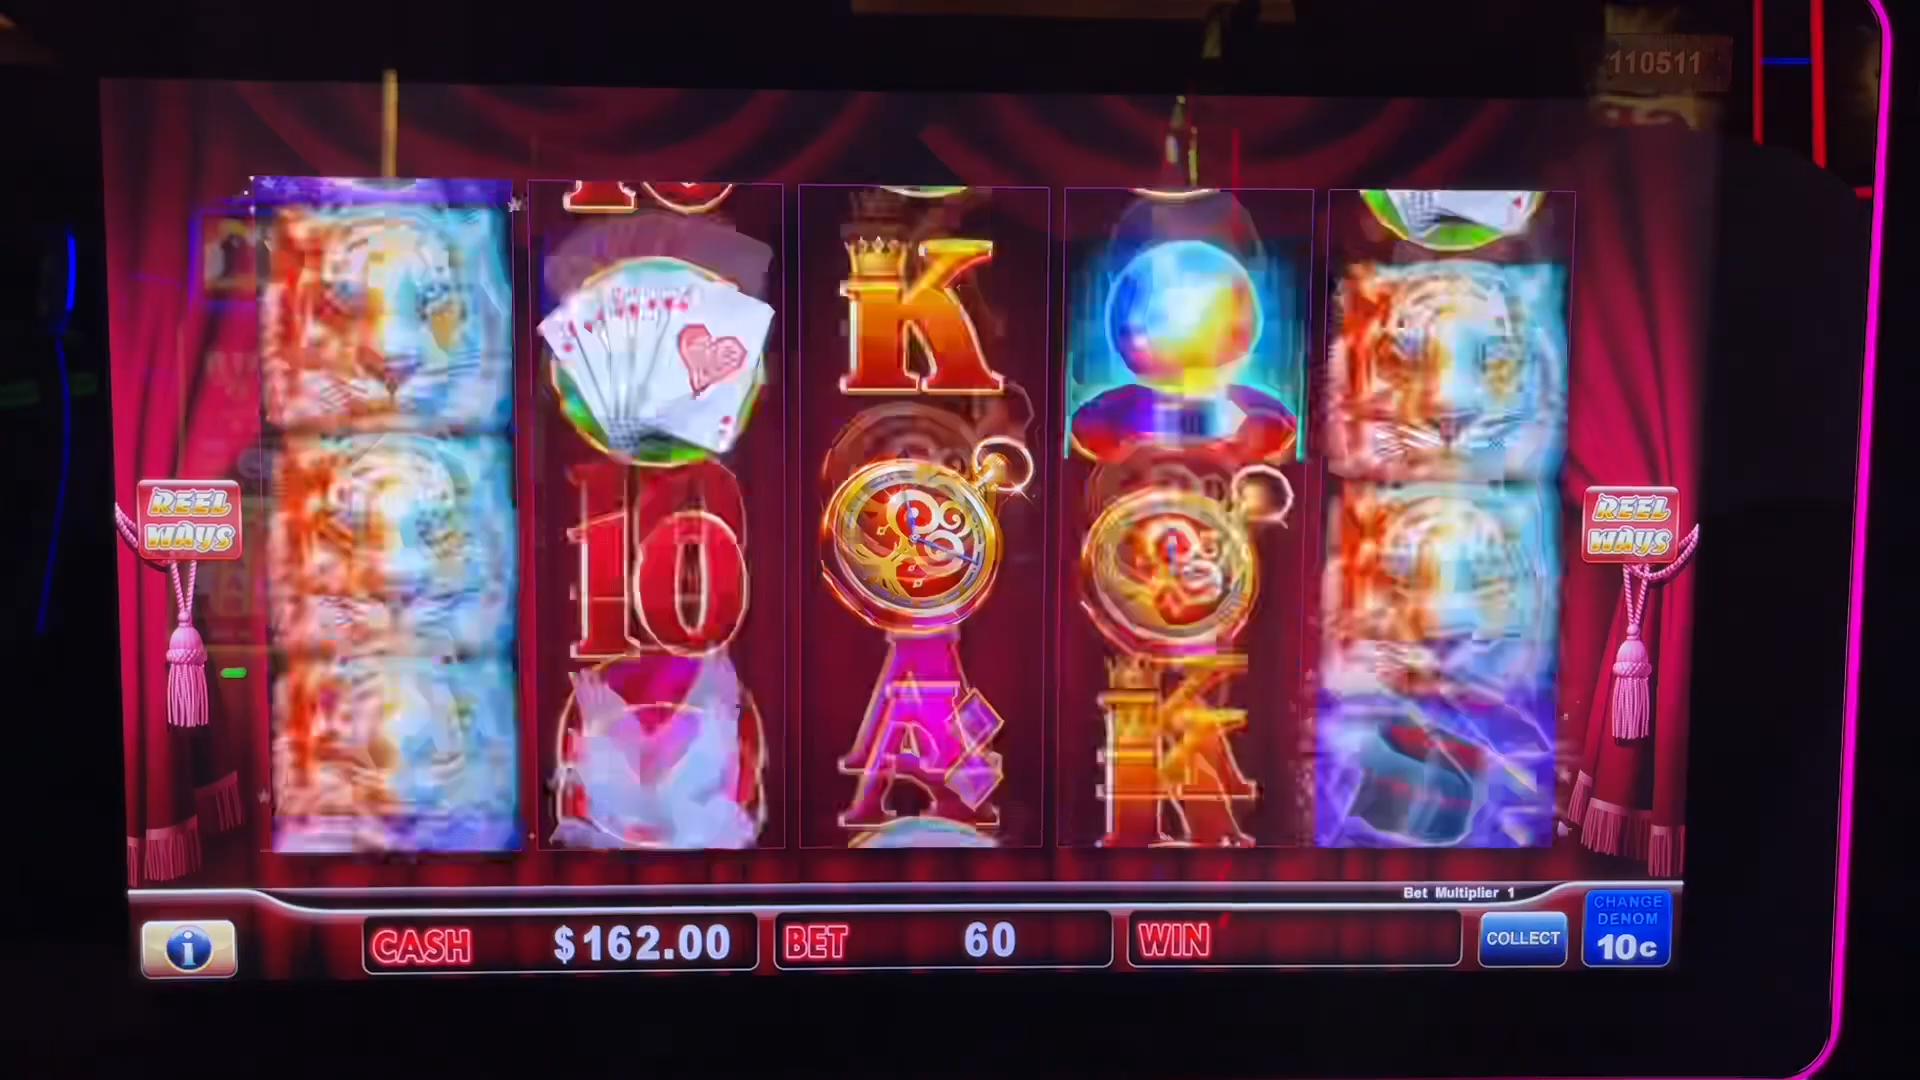 110511
K
10
A
K
REEL
WAYS
REEL
WAYS
Bet Multiplier 1
CASH $162.00
BET 60
WIN
COLLECT
CHANGE
DENOM
10c